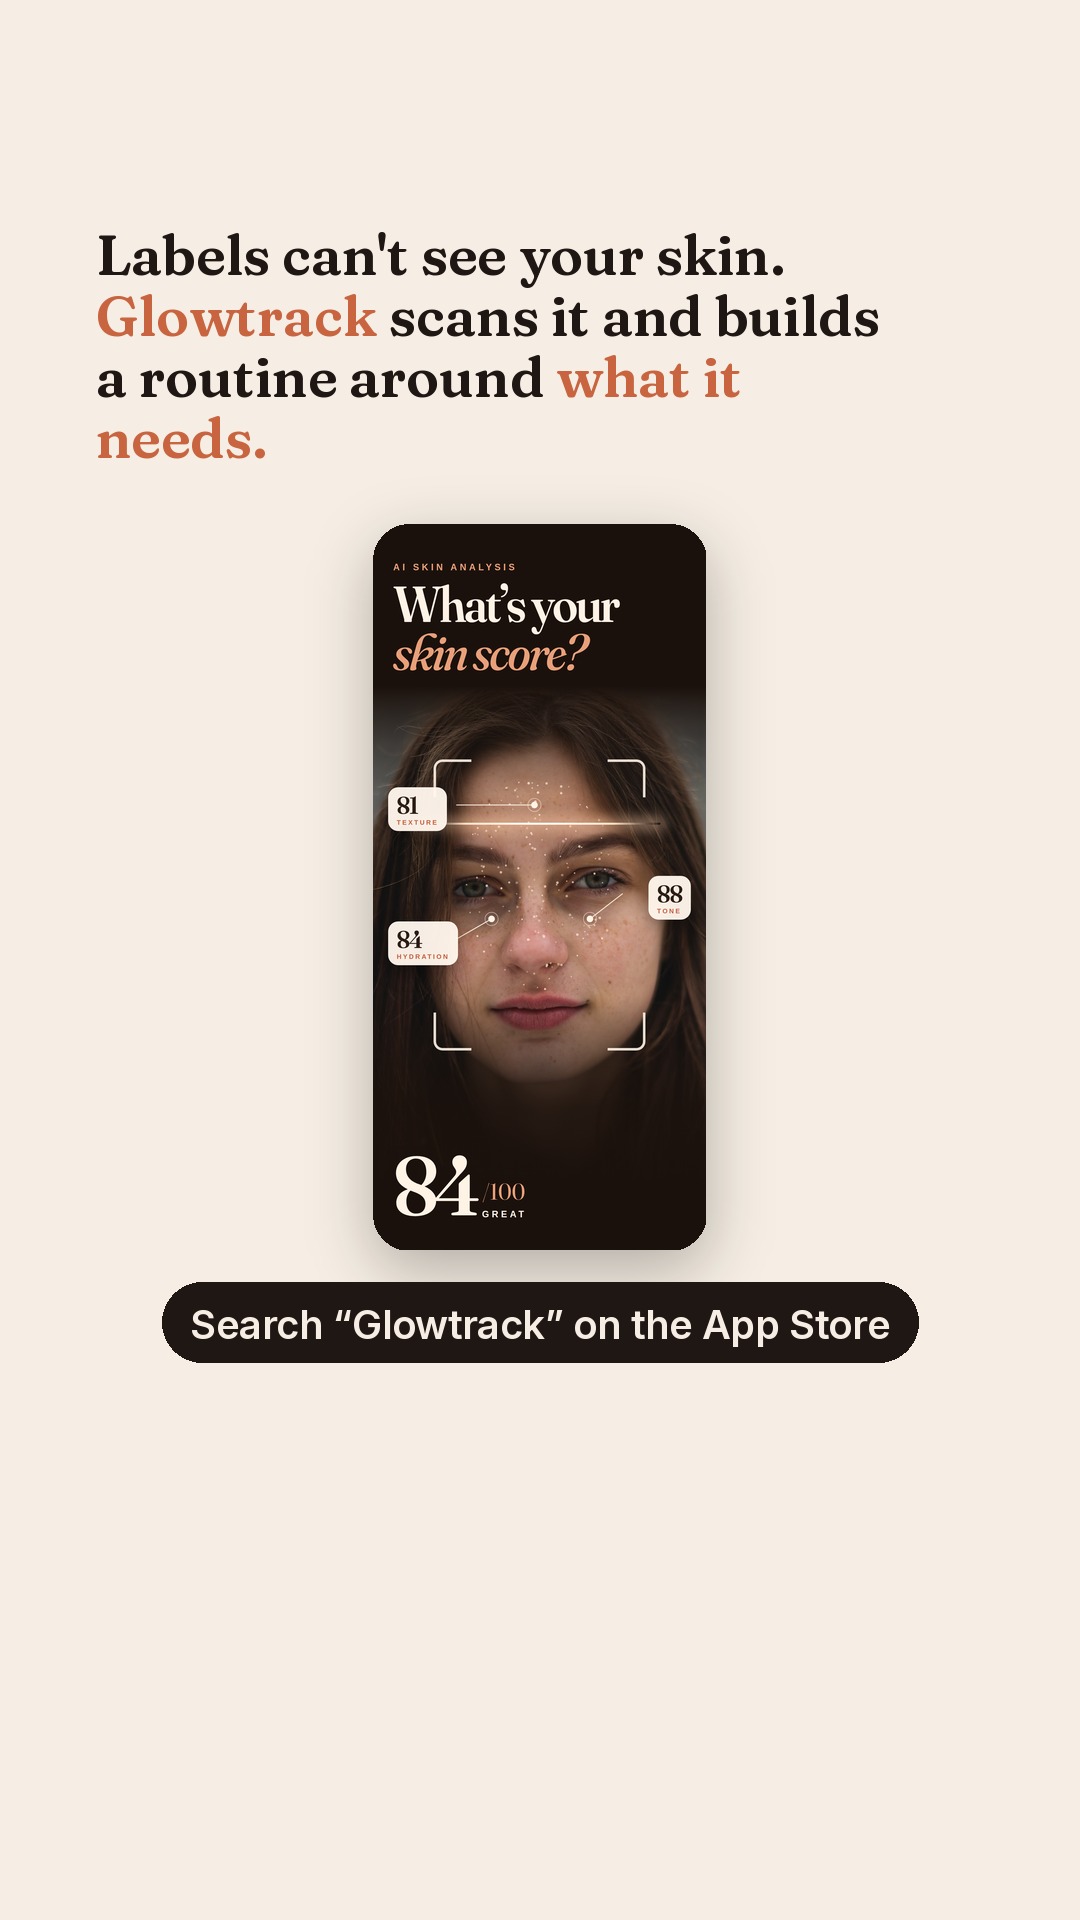 Labels can't see your skin.
Glowtrack scans it and builds
a routine around what it
needs.
AI SKIN ANALYSIS
What’s your
skin score?
81
TEXTURE
88
TONE
84
HYDRATION
84 /100
GREAT
Search “Glowtrack” on the App Store